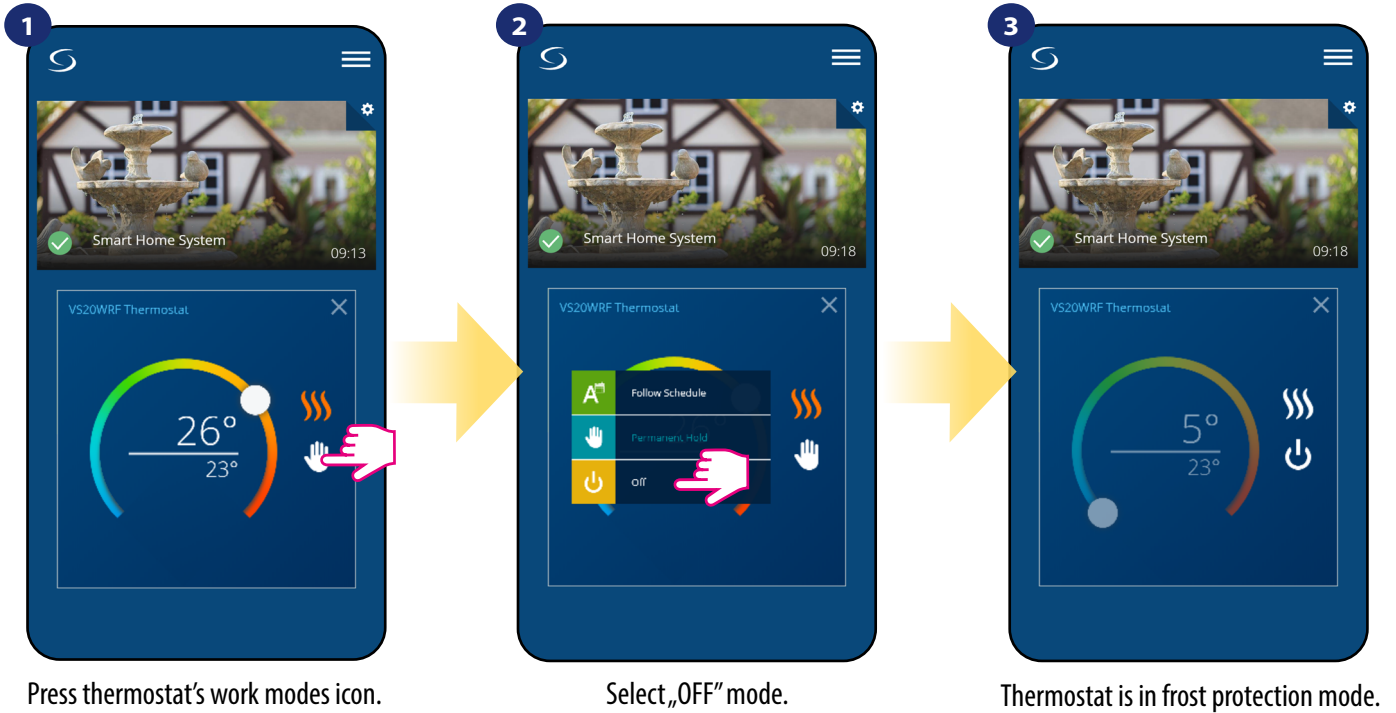 1
Smart Home System
09:13
VS20WRF Thermostat
26°
23°
Press thermostat's work modes icon.
2
Smart Home System
09:18
VS20WRF Thermostat
A
Follow Schedule
Permanent Hold
Off
Select „OFF" mode.
3
Smart Home System
09:18
VS20WRF Thermostat
5°
23°
Thermostat is in frost protection mode.